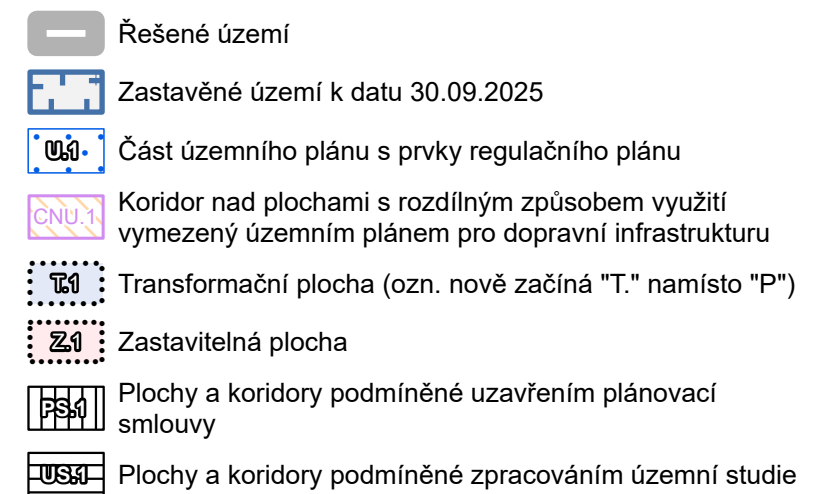 Řešené území
Zastavěné území k datu 30.09.2025
U.1 Část územního plánu s prvky regulačního plánu
CNU.1 Koridor nad plochami s rozdílným způsobem využití
vymezený územním plánem pro dopravní infrastrukturu
T.1 Transformační plocha (ozn. nově začíná "T." namísto "P")
Z.1 Zastavitelná plocha
PS.1 Plochy a koridory podmíněné uzavřením plánovací
smlouvy
US.1 Plochy a koridory podmíněné zpracováním územní studie